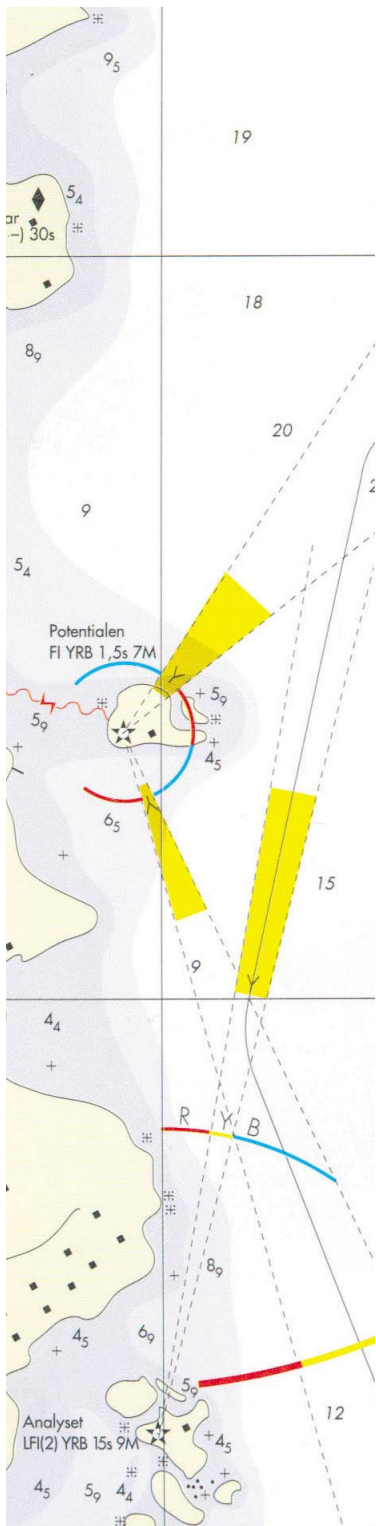 9₅
19
5₄
ar
–) 30s
18
8₉
20
9
2
5₄
Potentialen
Fl YRB 1,5s 7M
Y
5₉
5₉
4₅
6₅
Y
15
9
Y
4₄
R Y B
8₉
4₅
6₉
5₉
12
Analyset
LFl(2) YRB 15s 9M
4₅
4₅
5₉
4₄